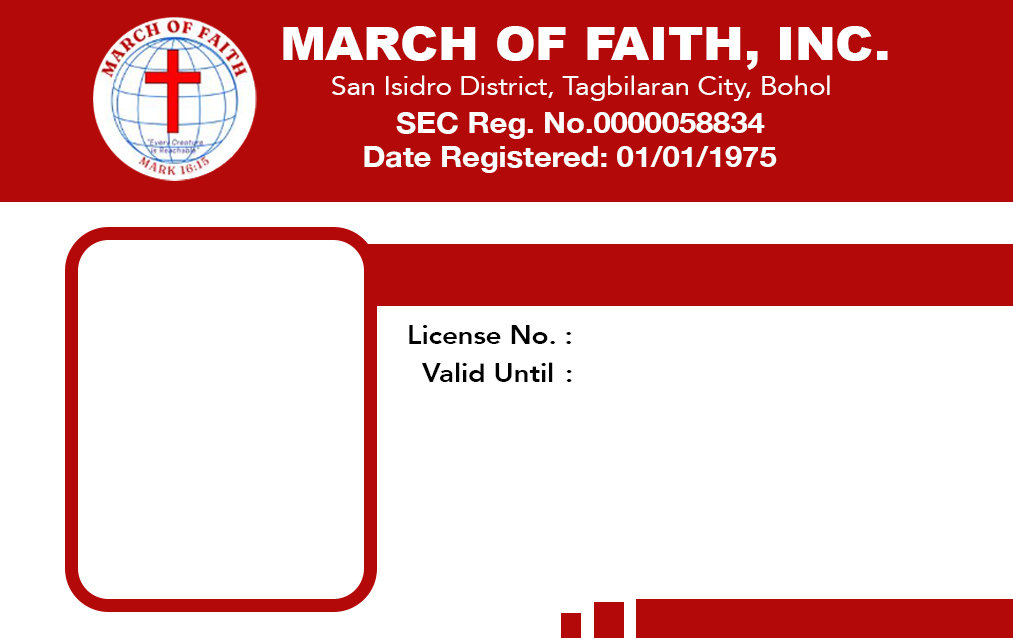 MARCH OF FAITH
"Every Creature
is Reachable"
MARK 16:15
MARCH OF FAITH, INC.
San Isidro District, Tagbilaran City, Bohol
SEC Reg. No.0000058834
Date Registered: 01/01/1975
License No. :
Valid Until :